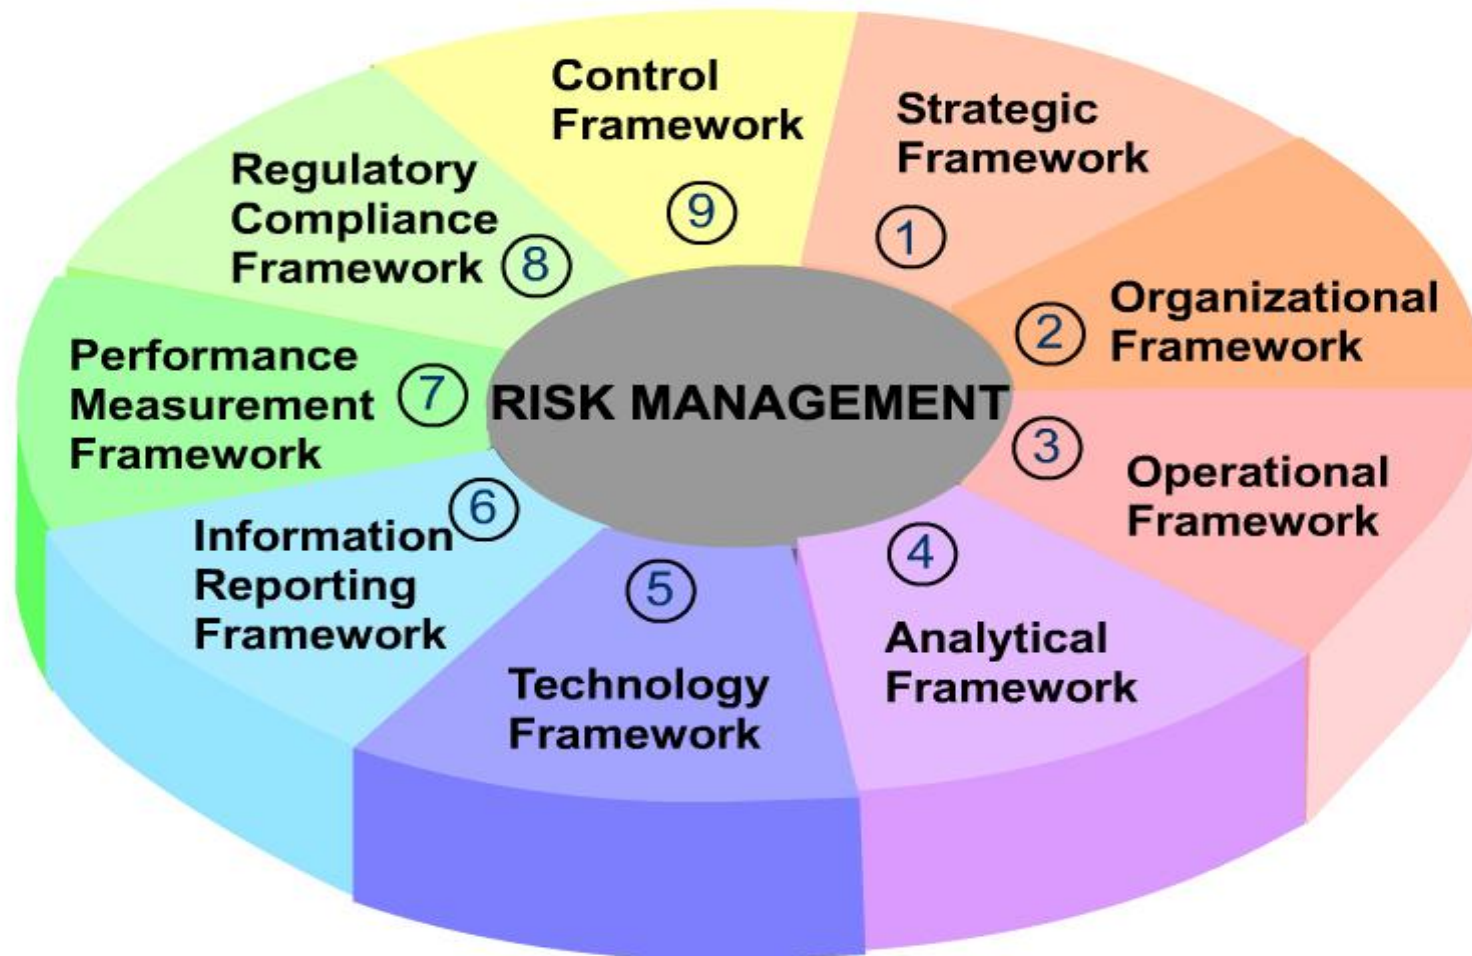 Control
Framework
9
Strategic
Framework
1
Organizational
Framework
2
Operational
Framework
3
Analytical
Framework
4
Technology
Framework
5
Information
Reporting
Framework
6
Performance
Measurement
Framework
7
Regulatory
Compliance
Framework
8
RISK MANAGEMENT